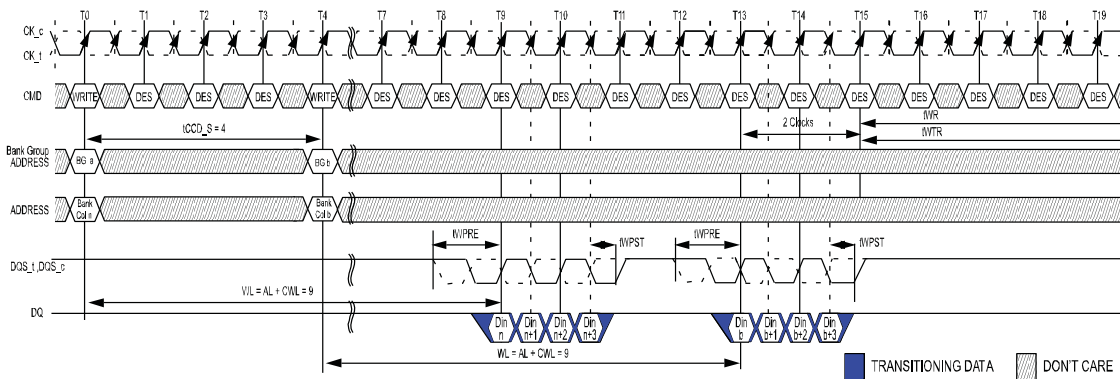 T0 T1 T2 T3 T4 T7 T8 T9 T10 T11 T12 T13 T14 T15 T16 T17 T18 T19
CK_c
CK_t
CMD WRITE DES DES DES WRITE DES DES DES DES DES DES DES DES DES DES DES DES DES
tCCD_S = 4 2 Clocks tWR
tWTR
Bank Group
ADDRESS BG a BG b
ADDRESS Bank
Col n Bank
Col b
tWPRE tWPST tWPRE tWPST
DQS_t ,DQS_c
WL = AL + CWL = 9
DQ Din
n Din
n+1 Din
n+2 Din
n+3 Din
b Din
b+1 Din
b+2 Din
b+3
WL = AL + CWL = 9
TRANSITIONING DATA DON'T CARE